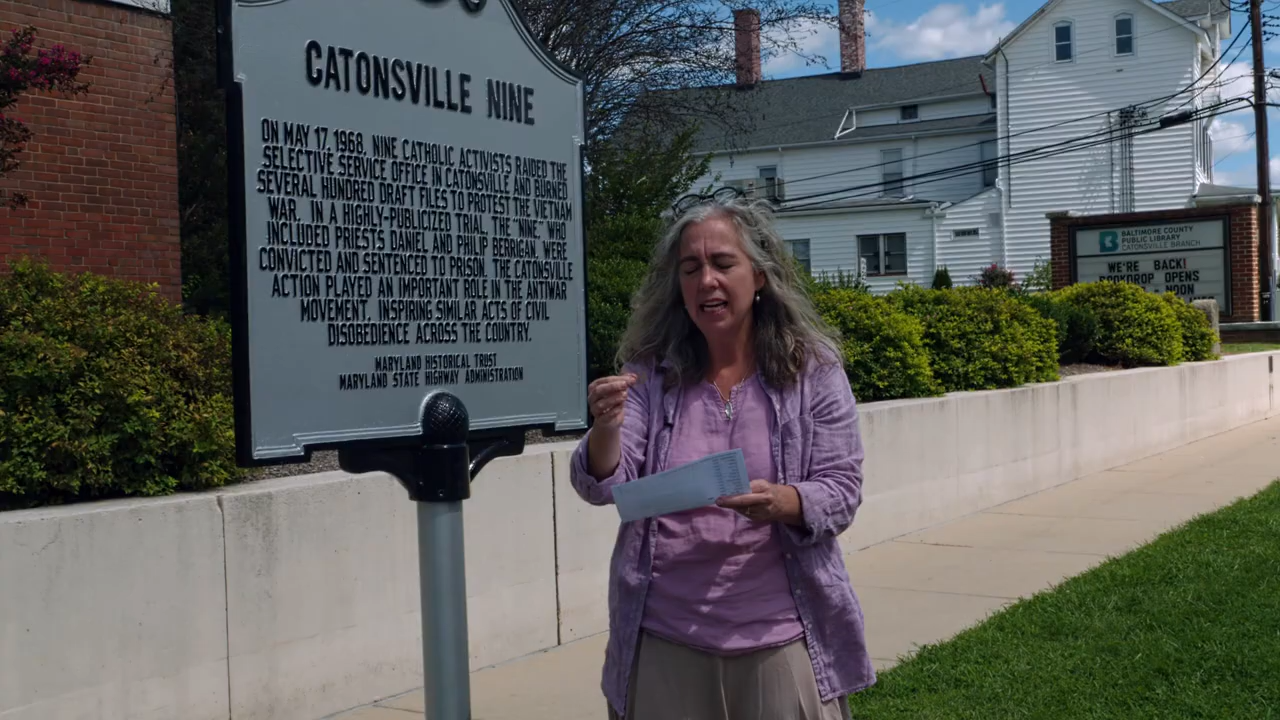 CATONSVILLE NINE
ON MAY 17, 1968, NINE CATHOLIC ACTIVISTS RAIDED THE
SELECTIVE SERVICE OFFICE IN CATONSVILLE AND BURNED
SEVERAL HUNDRED DRAFT FILES TO PROTEST THE VIETNAM
WAR. IN A HIGHLY-PUBLICIZED TRIAL, THE "NINE," WHO
INCLUDED PRIESTS DANIEL AND PHILIP BERRIGAN, WERE
CONVICTED AND SENTENCED TO PRISON. THE CATONSVILLE
ACTION PLAYED AN IMPORTANT ROLE IN THE ANTIWAR
MOVEMENT, INSPIRING SIMILAR ACTS OF CIVIL
DISOBEDIENCE ACROSS THE COUNTRY.
MARYLAND HISTORICAL TRUST
MARYLAND STATE HIGHWAY ADMINISTRATION
BALTIMORE COUNTY
PUBLIC LIBRARY
CATONSVILLE BRANCH
WE'RE BACK!
BOOKDROP OPENS